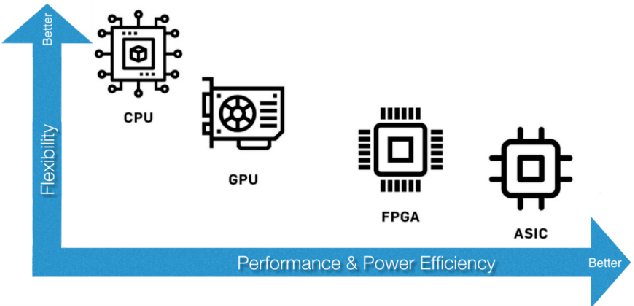 Better
CPU
Flexibility
GPU
FPGA
ASIC
Performance & Power Efficiency
Better